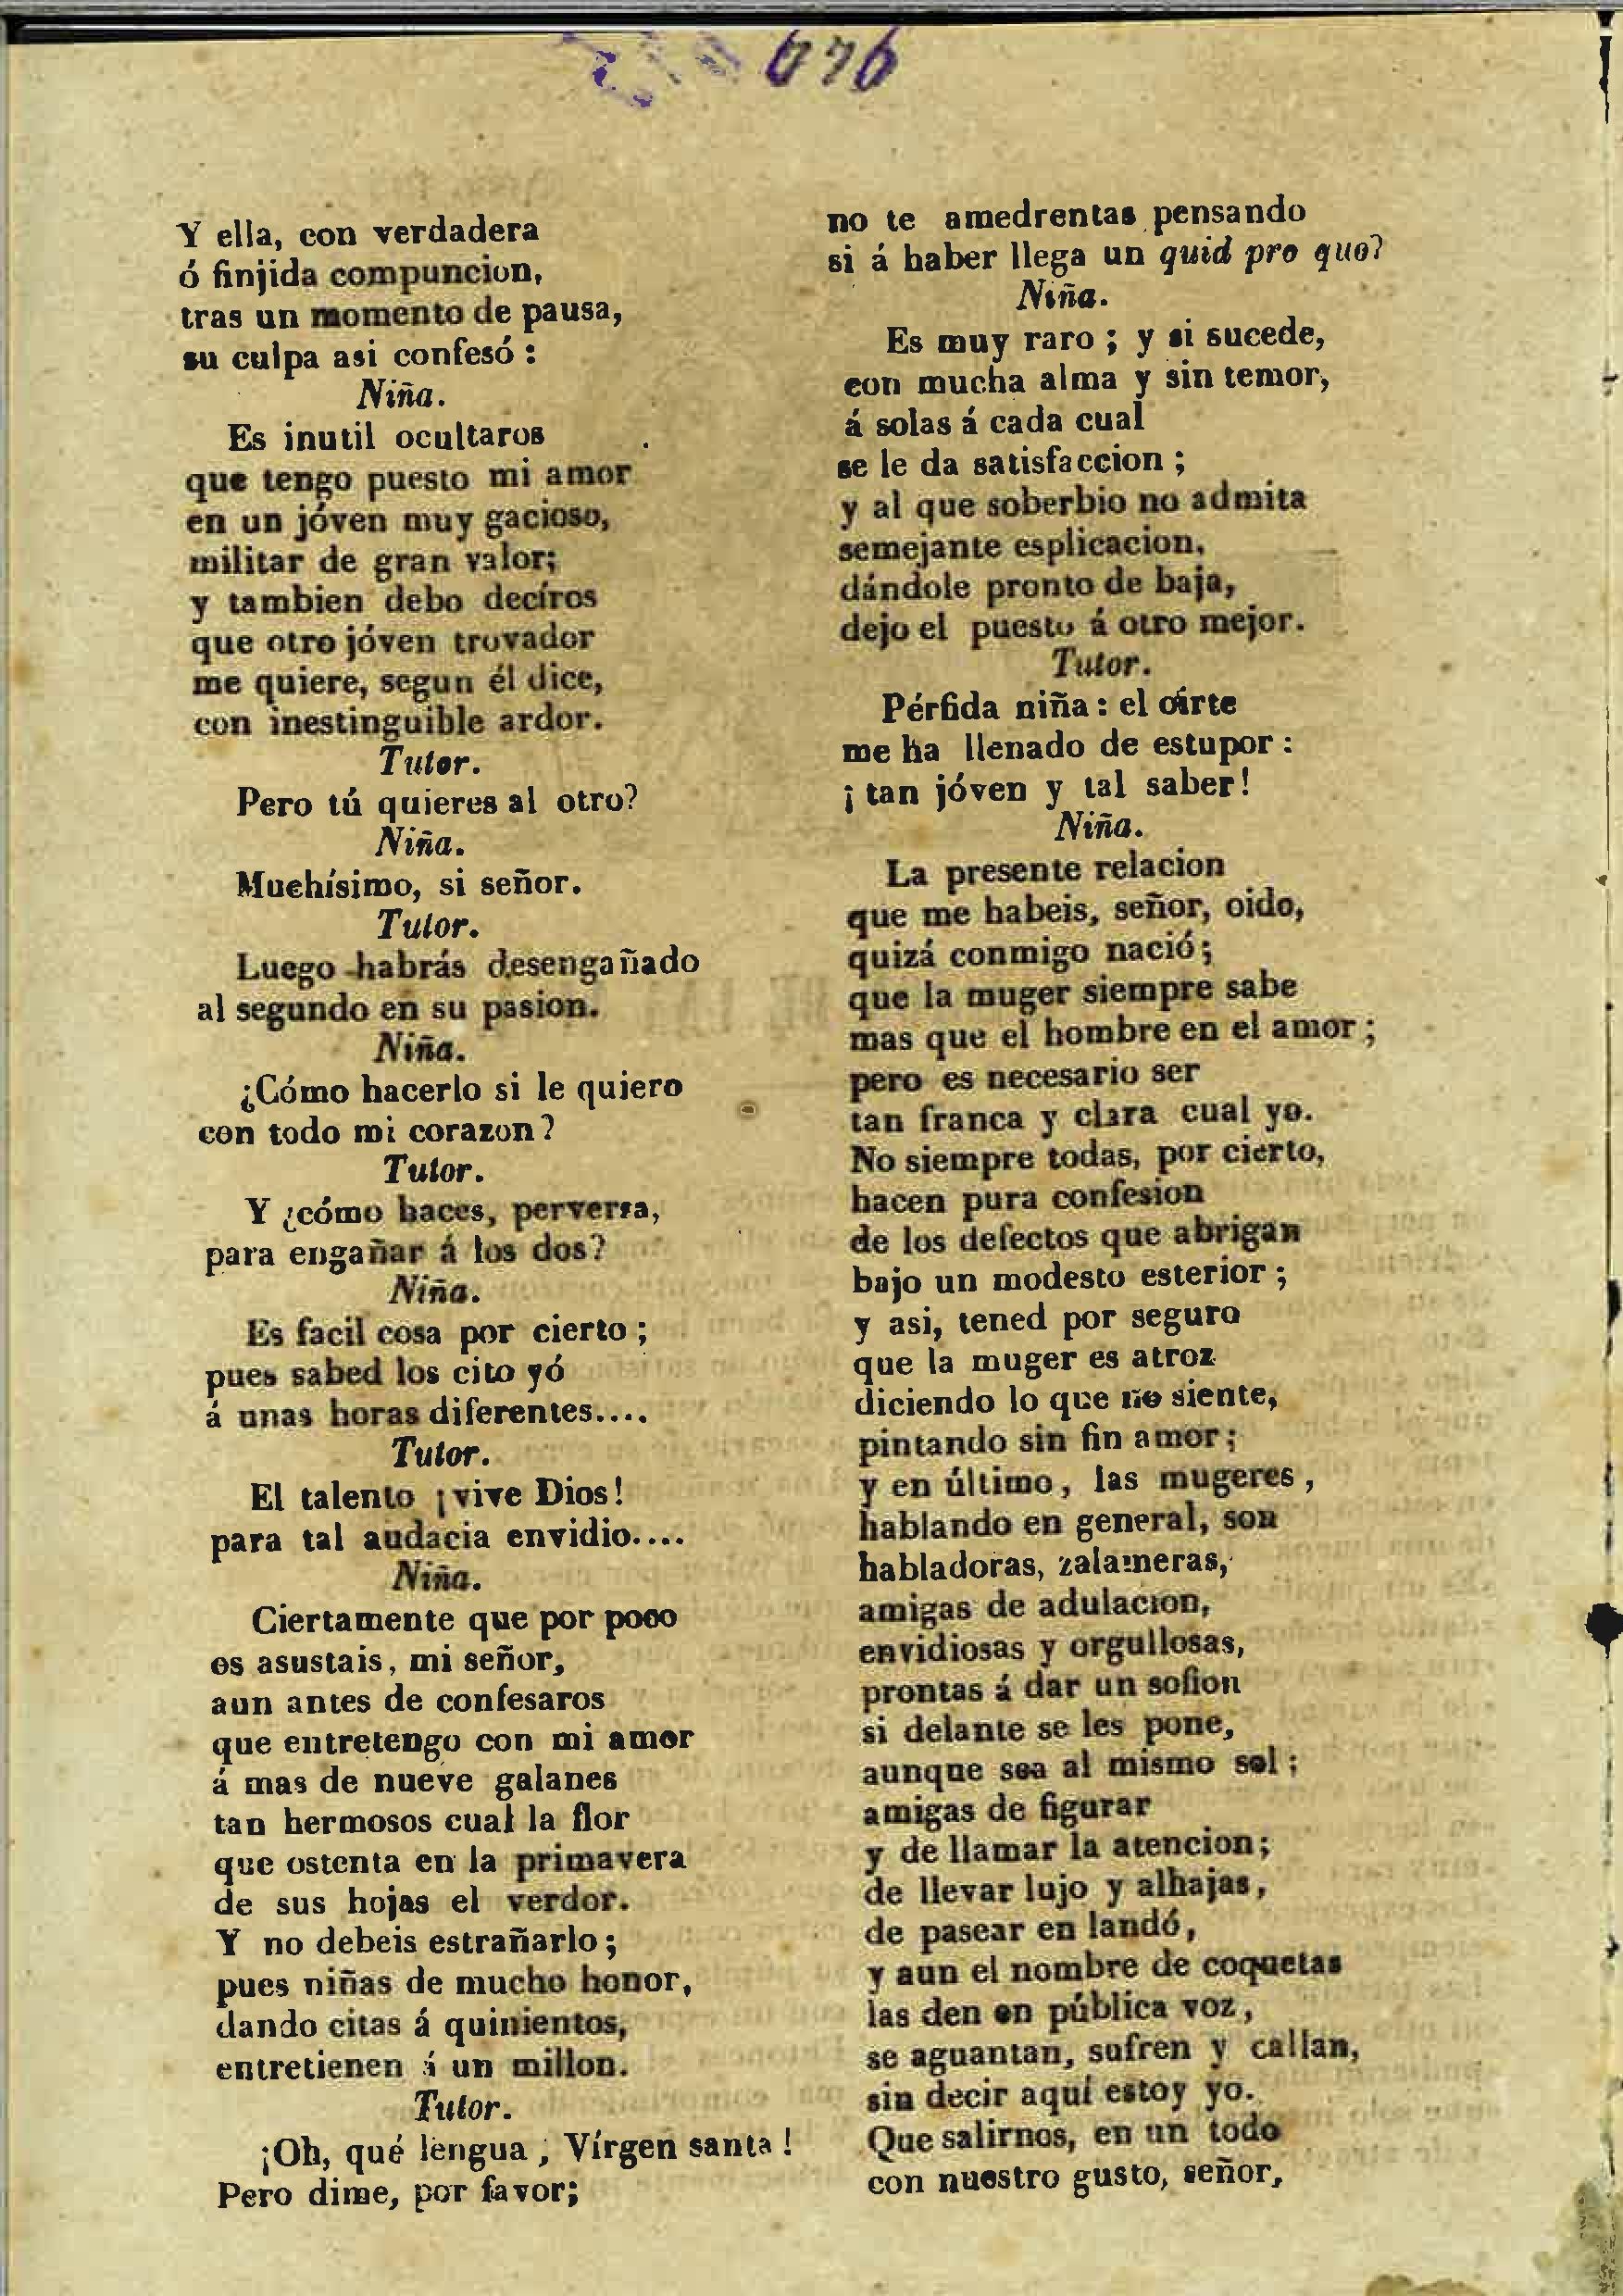 676
Y ella, con verdadera
ó finjida compuncion,
tras un momento de pausa,
su culpa asi confesó :
Niña.
Es inutil ocultaros
que tengo puesto mi amor
en un jóven muy gacioso,
militar de gran valor;
y tambien debo decíros
que otro jóven trovador
me quiere, segun él dice,
con inestinguible ardor.
Tutor.
Pero tú quieres al otro?
Niña.
Muchísimo, si señor.
Tutor.
Luego habrás desengañado
al segundo en su pasion.
Niña.
¿Cómo hacerlo si le quiero
con todo mi corazon?
Tutor.
Y ¿cómo haces, perversa,
para engañar á los dos?
Niña.
Es facil cosa por cierto ;
pues sabed los cito yó
á unas horas diferentes....
Tutor.
El talento ¡vive Dios!
para tal audacia envidio....
Niña.
Ciertamente que por poco
os asustais, mi señor,
aun antes de confesaros
que entretengo con mi amor
á mas de nueve galanes
tan hermosos cual la flor
que ostenta en la primavera
de sus hojas el verdor.
Y no debeis estrañarlo ;
pues niñas de mucho honor,
dando citas á quinientos,
entretienen á un millon.
Tutor.
¡Oh, qué lengua , Vírgen santa !
Pero dime, por favor;
no te amedrentas pensando
si á haber llega un quid pro quo?
Niña.
Es muy raro ; y si sucede,
con mucha alma y sin temor,
á solas á cada cual
se le da satisfaccion ;
y al que soberbio no admita
semejante esplicacion,
dándole pronto de baja,
dejo el puesto á otro mejor.
Tutor.
Pérfida niña : el oírte
me ha llenado de estupor :
¡ tan jóven y tal saber!
Niña.
La presente relacion
que me habeis, señor, oido,
quizá conmigo nació ;
que la muger siempre sabe
mas que el hombre en el amor ;
pero es necesario ser
tan franca y clara cual yo.
No siempre todas, por cierto,
hacen pura confesion
de los defectos que abrigan
bajo un modesto esterior ;
y asi, tened por seguro
que la muger es atroz
diciendo lo que no siente,
pintando sin fin amor ;
y en último , las mugeres ,
hablando en general, son
habladoras, zalameras,
amigas de adulacion,
envidiosas y orgullosas,
prontas á dar un sofion
si delante se les pone,
aunque sea al mismo sol ;
amigas de figurar
y de llamar la atencion;
de llevar lujo y alhajas,
de pasear en landó,
y aun el nombre de coquetas
las den en pública voz,
se aguantan, sufren y callan,
sin decir aquí estoy yo.
Que salirnos, en un todo
con nuestro gusto, señor,